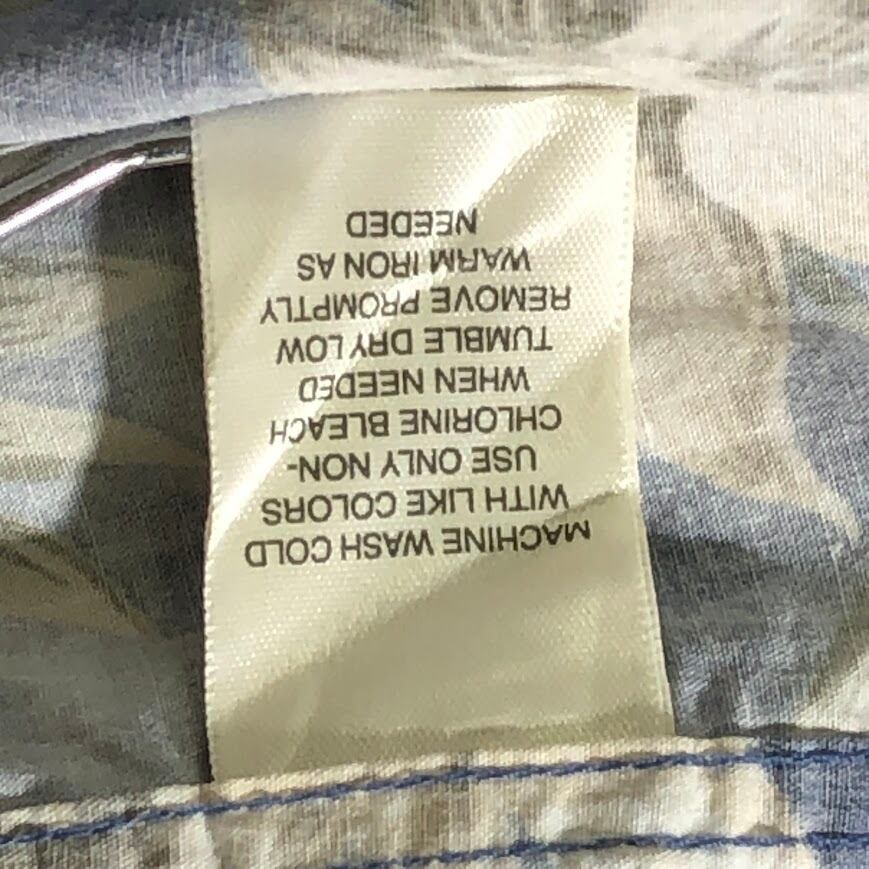 MACHINE WASH COLD
WITH LIKE COLORS
USE ONLY NON-
CHLORINE BLEACH
WHEN NEEDED
TUMBLE DRY LOW
REMOVE PROMPTLY
WARM IRON AS
NEEDED